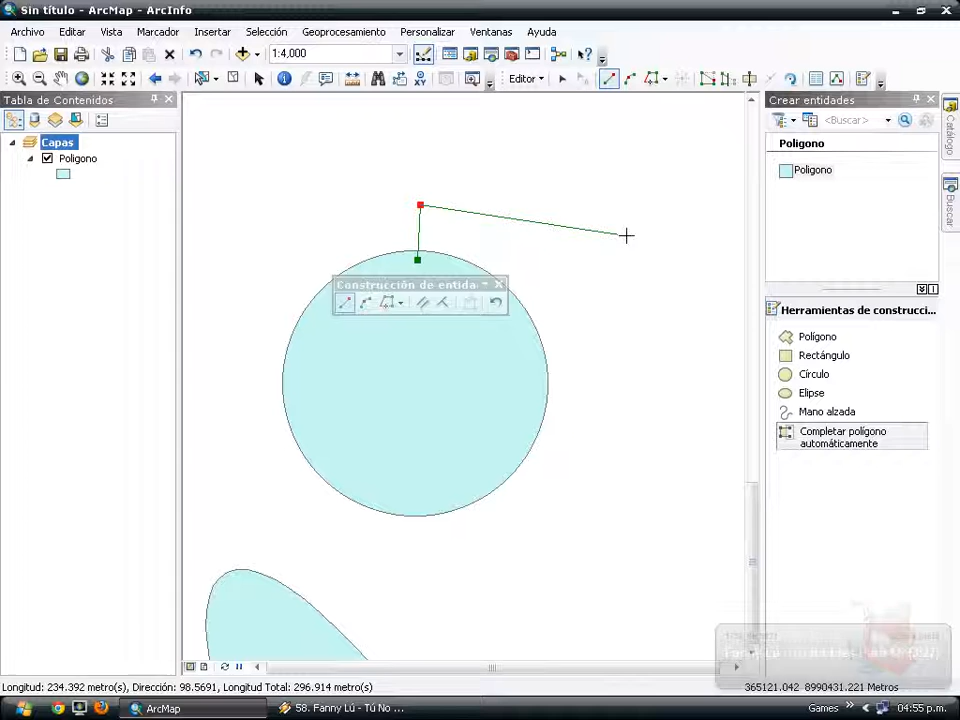 Sin título - ArcMap - ArcInfo
Archivo Editar Vista Marcador Insertar Selección Geoprocesamiento Personalizar Ventanas Ayuda
1:4,000
Editor
Tabla de Contenidos
Crear entidades
Catálogo
Capas
<Buscar>
Poligono
Poligono
Poligono
Buscar
Construcción de entida
Herramientas de construcci...
Polígono
Rectángulo
Círculo
Elipse
Mano alzada
Completar polígono
automáticamente
Longitud: 234.392 metro(s), Dirección: 98.5691, Longitud Total: 296.914 metro(s)
365121.042 8990431.221 Metros
ArcMap
58. Fanny Lú - Tú No ...
Games
04:55 p.m.